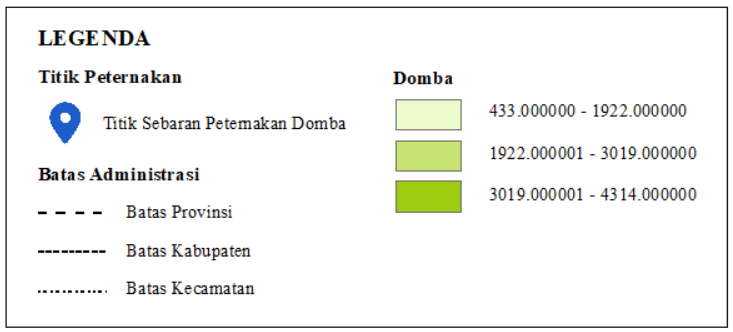 LEGENDA
Titik Peternakan
Titik Sebaran Peternakan Domba
Batas Administrasi
Batas Provinsi
Batas Kabupaten
Batas Kecamatan
Domba
433.000000 - 1922.000000
1922.000001 - 3019.000000
3019.000001 - 4314.000000